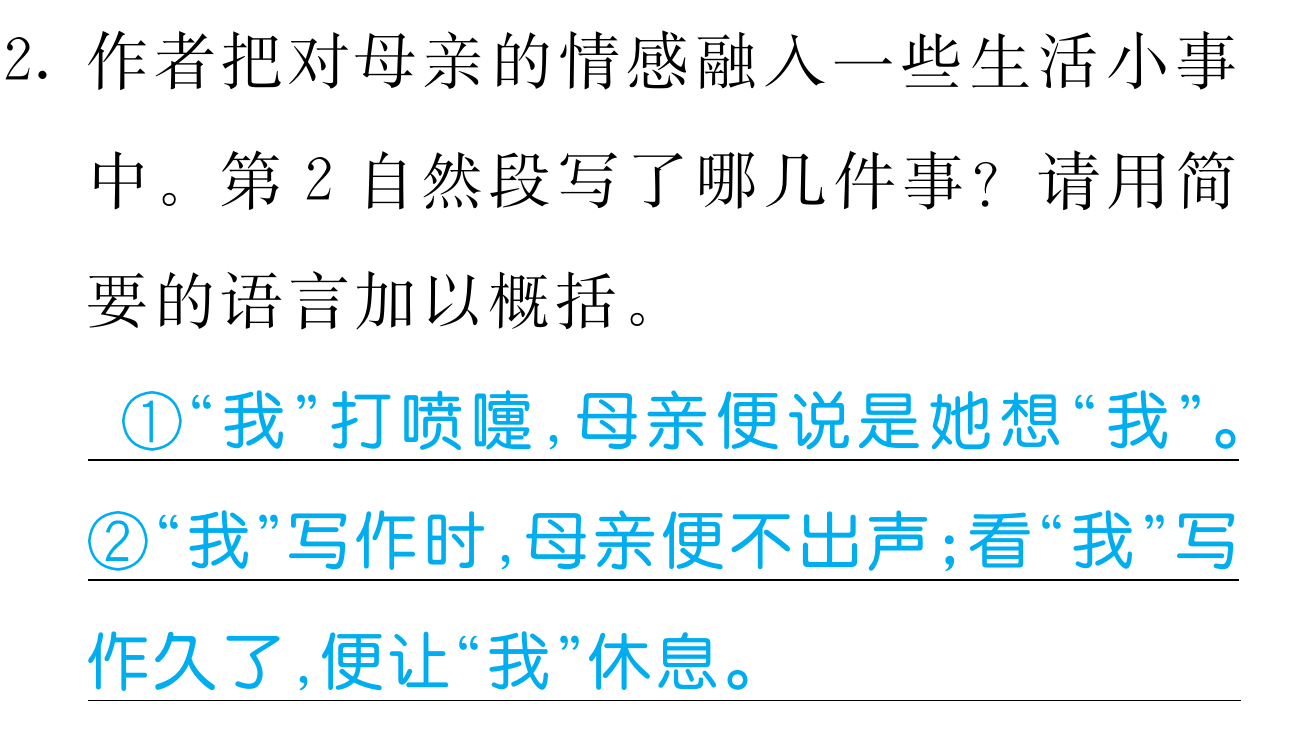 2. 作者把对母亲的情感融入一些生活小事
中。第 2 自然段写了哪几件事？请用简
要的语言加以概括。
①“我”打喷嚏,母亲便说是她想“我”。
②“我”写作时,母亲便不出声;看“我”写
作久了,便让“我”休息。